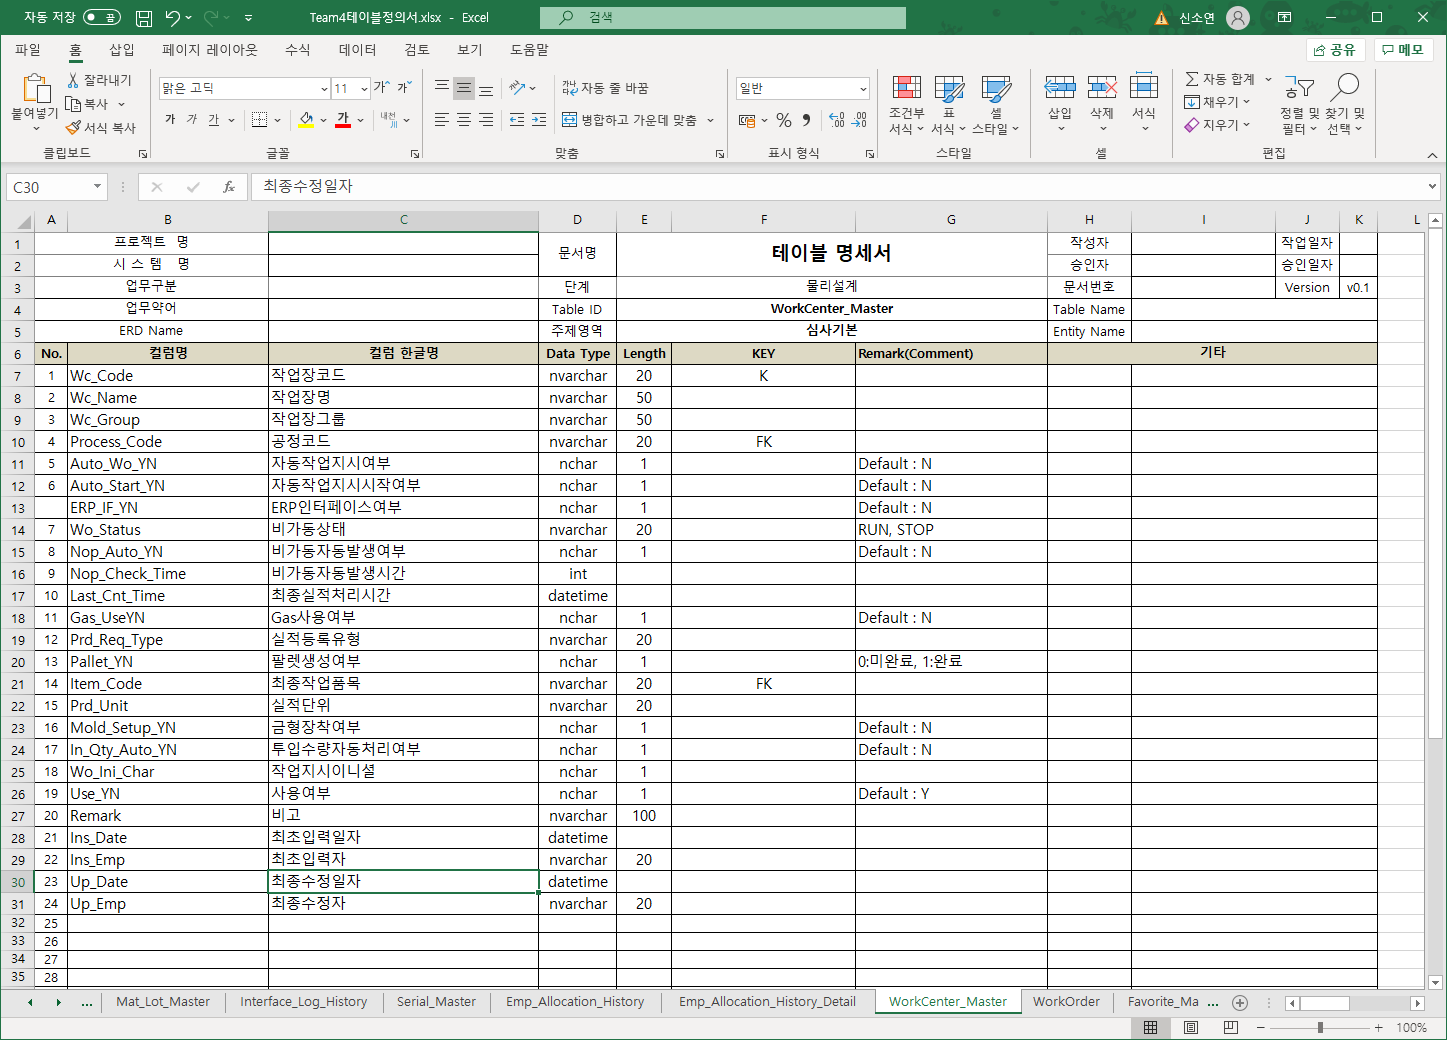 자동 저장 끔 Team4테이블정의서.xlsx - Excel 검색 신소연
파일 홈 삽입 페이지 레이아웃 수식 데이터 검토 보기 도움말 공유 메모
붙여넣기 잘라내기 복사 서식 복사 클립보드
맑은 고딕 11 가 가 가 가 가 가 내천 글꼴
자동 줄 바꿈 병합하고 가운데 맞춤 맞춤
일반 % 표시 형식
조건부 서식 표 서식 셀 스타일 스타일
삽입 삭제 서식 셀
자동 합계 채우기 지우기 정렬 및 필터 찾기 및 선택 편집
C30 fx 최종수정일자
A B C D E F G H I J K L
1 프로젝트 명 문서명 테이블 명세서 작성자 작업일자
2 시 스 템 명 승인자 승인일자
3 업무구분 단계 물리설계 문서번호 Version v0.1
4 업무약어 Table ID WorkCenter_Master Table Name
5 ERD Name 주제영역 심사기본 Entity Name
6 No. 컬럼명 컬럼 한글명 Data Type Length KEY Remark(Comment) 기타
7 1 Wc_Code 작업장코드 nvarchar 20 K
8 2 Wc_Name 작업장명 nvarchar 50
9 3 Wc_Group 작업장그룹 nvarchar 50
10 4 Process_Code 공정코드 nvarchar 20 FK
11 5 Auto_Wo_YN 자동작업지시여부 nchar 1 Default : N
12 6 Auto_Start_YN 자동작업지시시작여부 nchar 1 Default : N
13 ERP_IF_YN ERP인터페이스여부 nchar 1 Default : N
14 7 Wo_Status 비가동상태 nvarchar 20 RUN, STOP
15 8 Nop_Auto_YN 비가동자동발생여부 nchar 1 Default : N
16 9 Nop_Check_Time 비가동자동발생시간 int
17 10 Last_Cnt_Time 최종실적처리시간 datetime
18 11 Gas_UseYN Gas사용여부 nchar 1 Default : N
19 12 Prd_Req_Type 실적등록유형 nvarchar 20
20 13 Pallet_YN 팔렛생성여부 nchar 1 0:미완료, 1:완료
21 14 Item_Code 최종작업품목 nvarchar 20 FK
22 15 Prd_Unit 실적단위 nvarchar 20
23 16 Mold_Setup_YN 금형장착여부 nchar 1 Default : N
24 17 In_Qty_Auto_YN 투입수량자동처리여부 nchar 1 Default : N
25 18 Wo_Ini_Char 작업지시이니셜 nchar 1
26 19 Use_YN 사용여부 nchar 1 Default : Y
27 20 Remark 비고 nvarchar 100
28 21 Ins_Date 최초입력일자 datetime
29 22 Ins_Emp 최초입력자 nvarchar 20
30 23 Up_Date 최종수정일자 datetime
31 24 Up_Emp 최종수정자 nvarchar 20
32 25
33 26
34 27
35 28
... Mat_Lot_Master Interface_Log_History Serial_Master Emp_Allocation_History Emp_Allocation_History_Detail WorkCenter_Master WorkOrder Favorite_Ma ...
100%